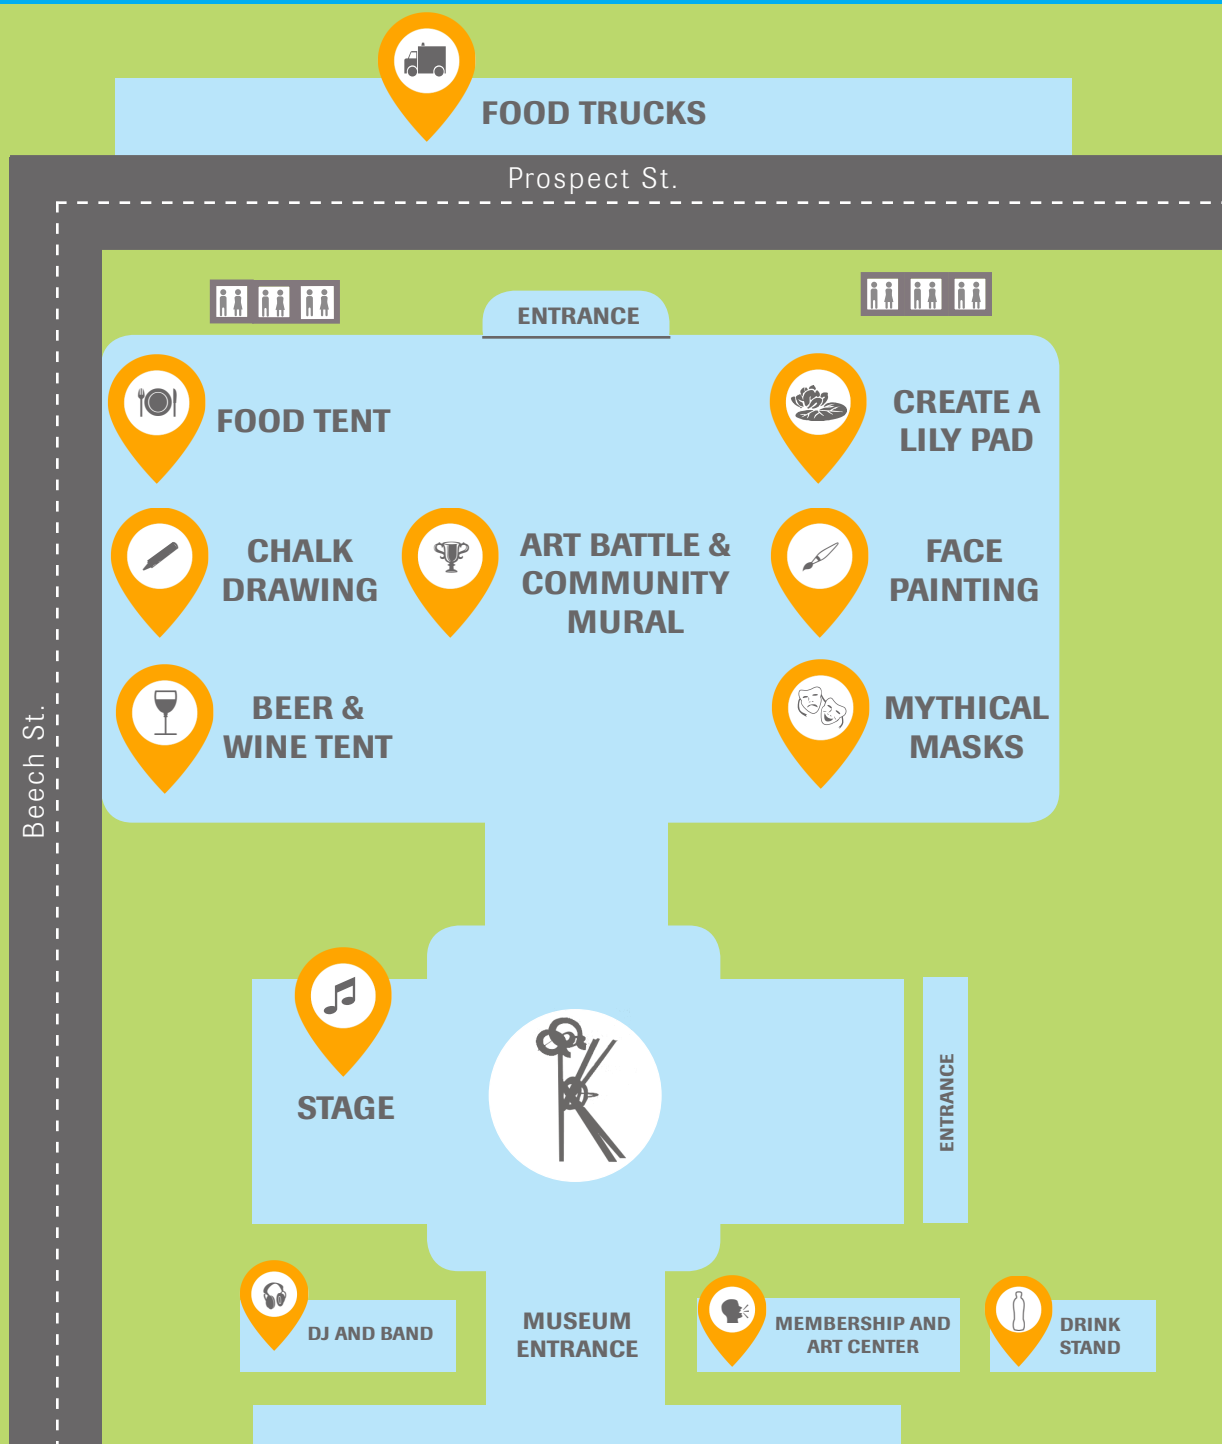 FOOD TRUCKS
Prospect St.
ENTRANCE
FOOD TENT
CREATE A
LILY PAD
CHALK
DRAWING
ART BATTLE &
COMMUNITY
MURAL
FACE
PAINTING
BEER &
WINE TENT
MYTHICAL
MASKS
Beech St.
STAGE
ENTRANCE
DJ AND BAND
MUSEUM
ENTRANCE
MEMBERSHIP AND
ART CENTER
DRINK
STAND